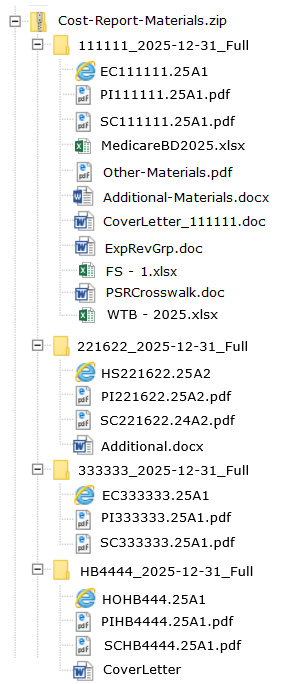 Cost-Report-Materials.zip
111111_2025-12-31_Full
EC111111.25A1
PI111111.25A1.pdf
SC111111.25A1.pdf
MedicareBD2025.xlsx
Other-Materials.pdf
Additional-Materials.docx
CoverLetter_111111.doc
ExpRevGrp.doc
FS - 1.xlsx
PSRCrosswalk.doc
WTB - 2025.xlsx
221622_2025-12-31_Full
HS221622.25A2
PI221622.25A2.pdf
SC221622.24A2.pdf
Additional.docx
333333_2025-12-31_Full
EC333333.25A1
PI333333.25A1.pdf
SC333333.25A1.pdf
HB4444_2025-12-31_Full
HOHB444.25A1
PIHB4444.25A1.pdf
SCHB4444.25A1.pdf
CoverLetter